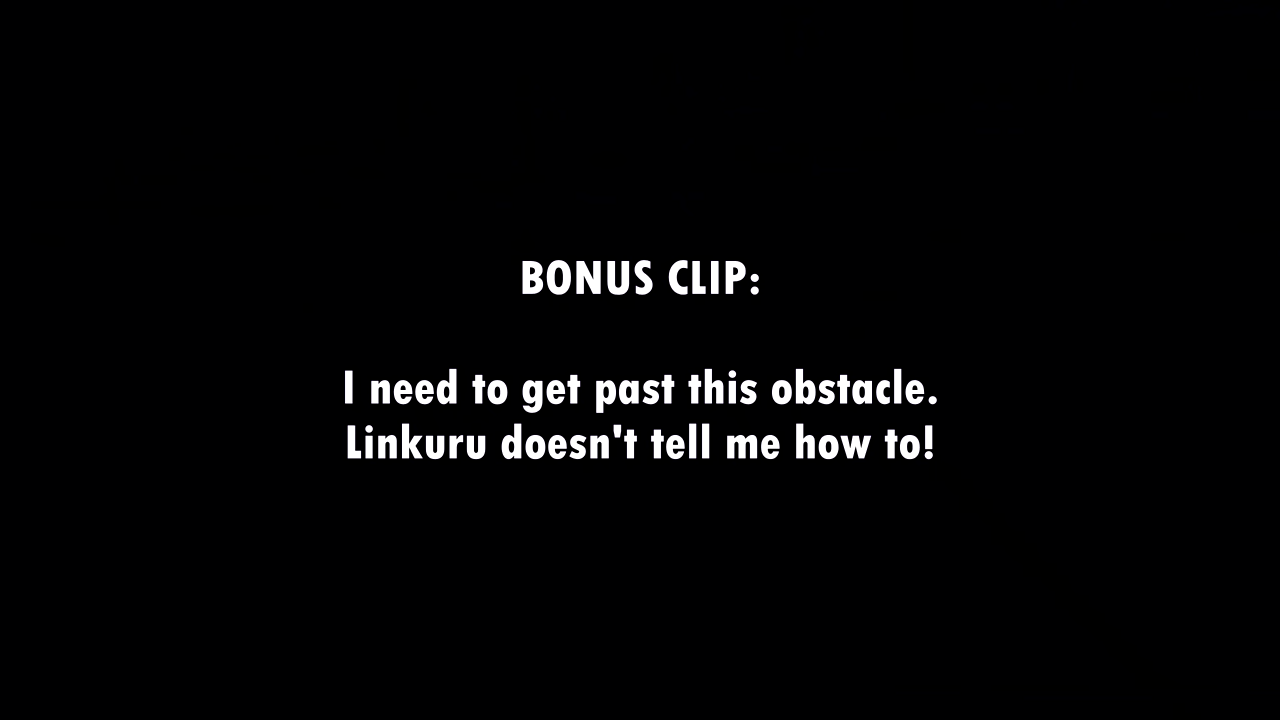 BONUS CLIP:
I need to get past this obstacle.
Linkuru doesn't tell me how to!